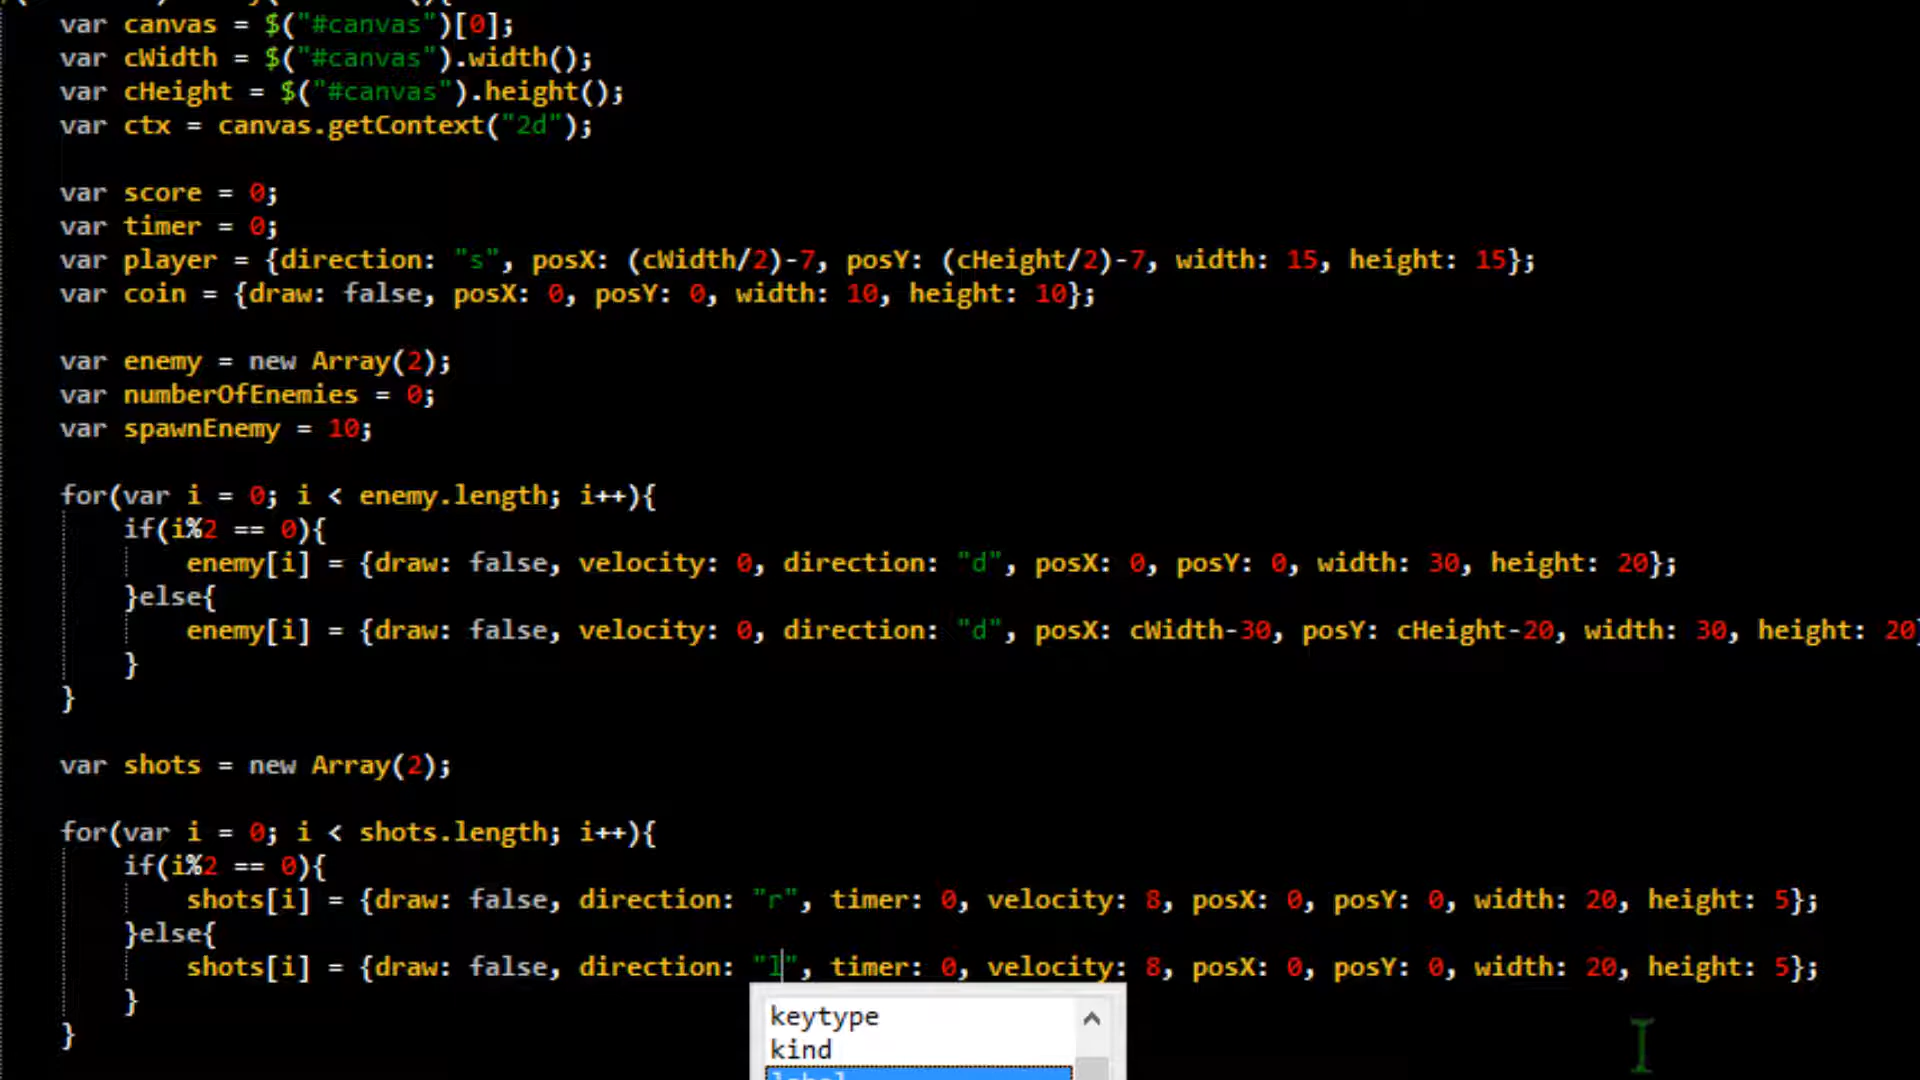 var canvas = $("#canvas")[0];
var cWidth = $("#canvas").width();
var cHeight = $("#canvas").height();
var ctx = canvas.getContext("2d");
var score = 0;
var timer = 0;
var player = {direction: "s", posX: (cWidth/2)-7, posY: (cHeight/2)-7, width: 15, height: 15};
var coin = {draw: false, posX: 0, posY: 0, width: 10, height: 10};
var enemy = new Array(2);
var numberOfEnemies = 0;
var spawnEnemy = 10;
for(var i = 0; i < enemy.length; i++){
if(i%2 == 0){
enemy[i] = {draw: false, velocity: 0, direction: "d", posX: 0, posY: 0, width: 30, height: 20};
}else{
enemy[i] = {draw: false, velocity: 0, direction: "d", posX: cWidth-30, posY: cHeight-20, width: 30, height: 20}
}
}
var shots = new Array(2);
for(var i = 0; i < shots.length; i++){
if(i%2 == 0){
shots[i] = {draw: false, direction: "r", timer: 0, velocity: 8, posX: 0, posY: 0, width: 20, height: 5};
}else{
shots[i] = {draw: false, direction: "l", timer: 0, velocity: 8, posX: 0, posY: 0, width: 20, height: 5};
}
}
keytype
kind